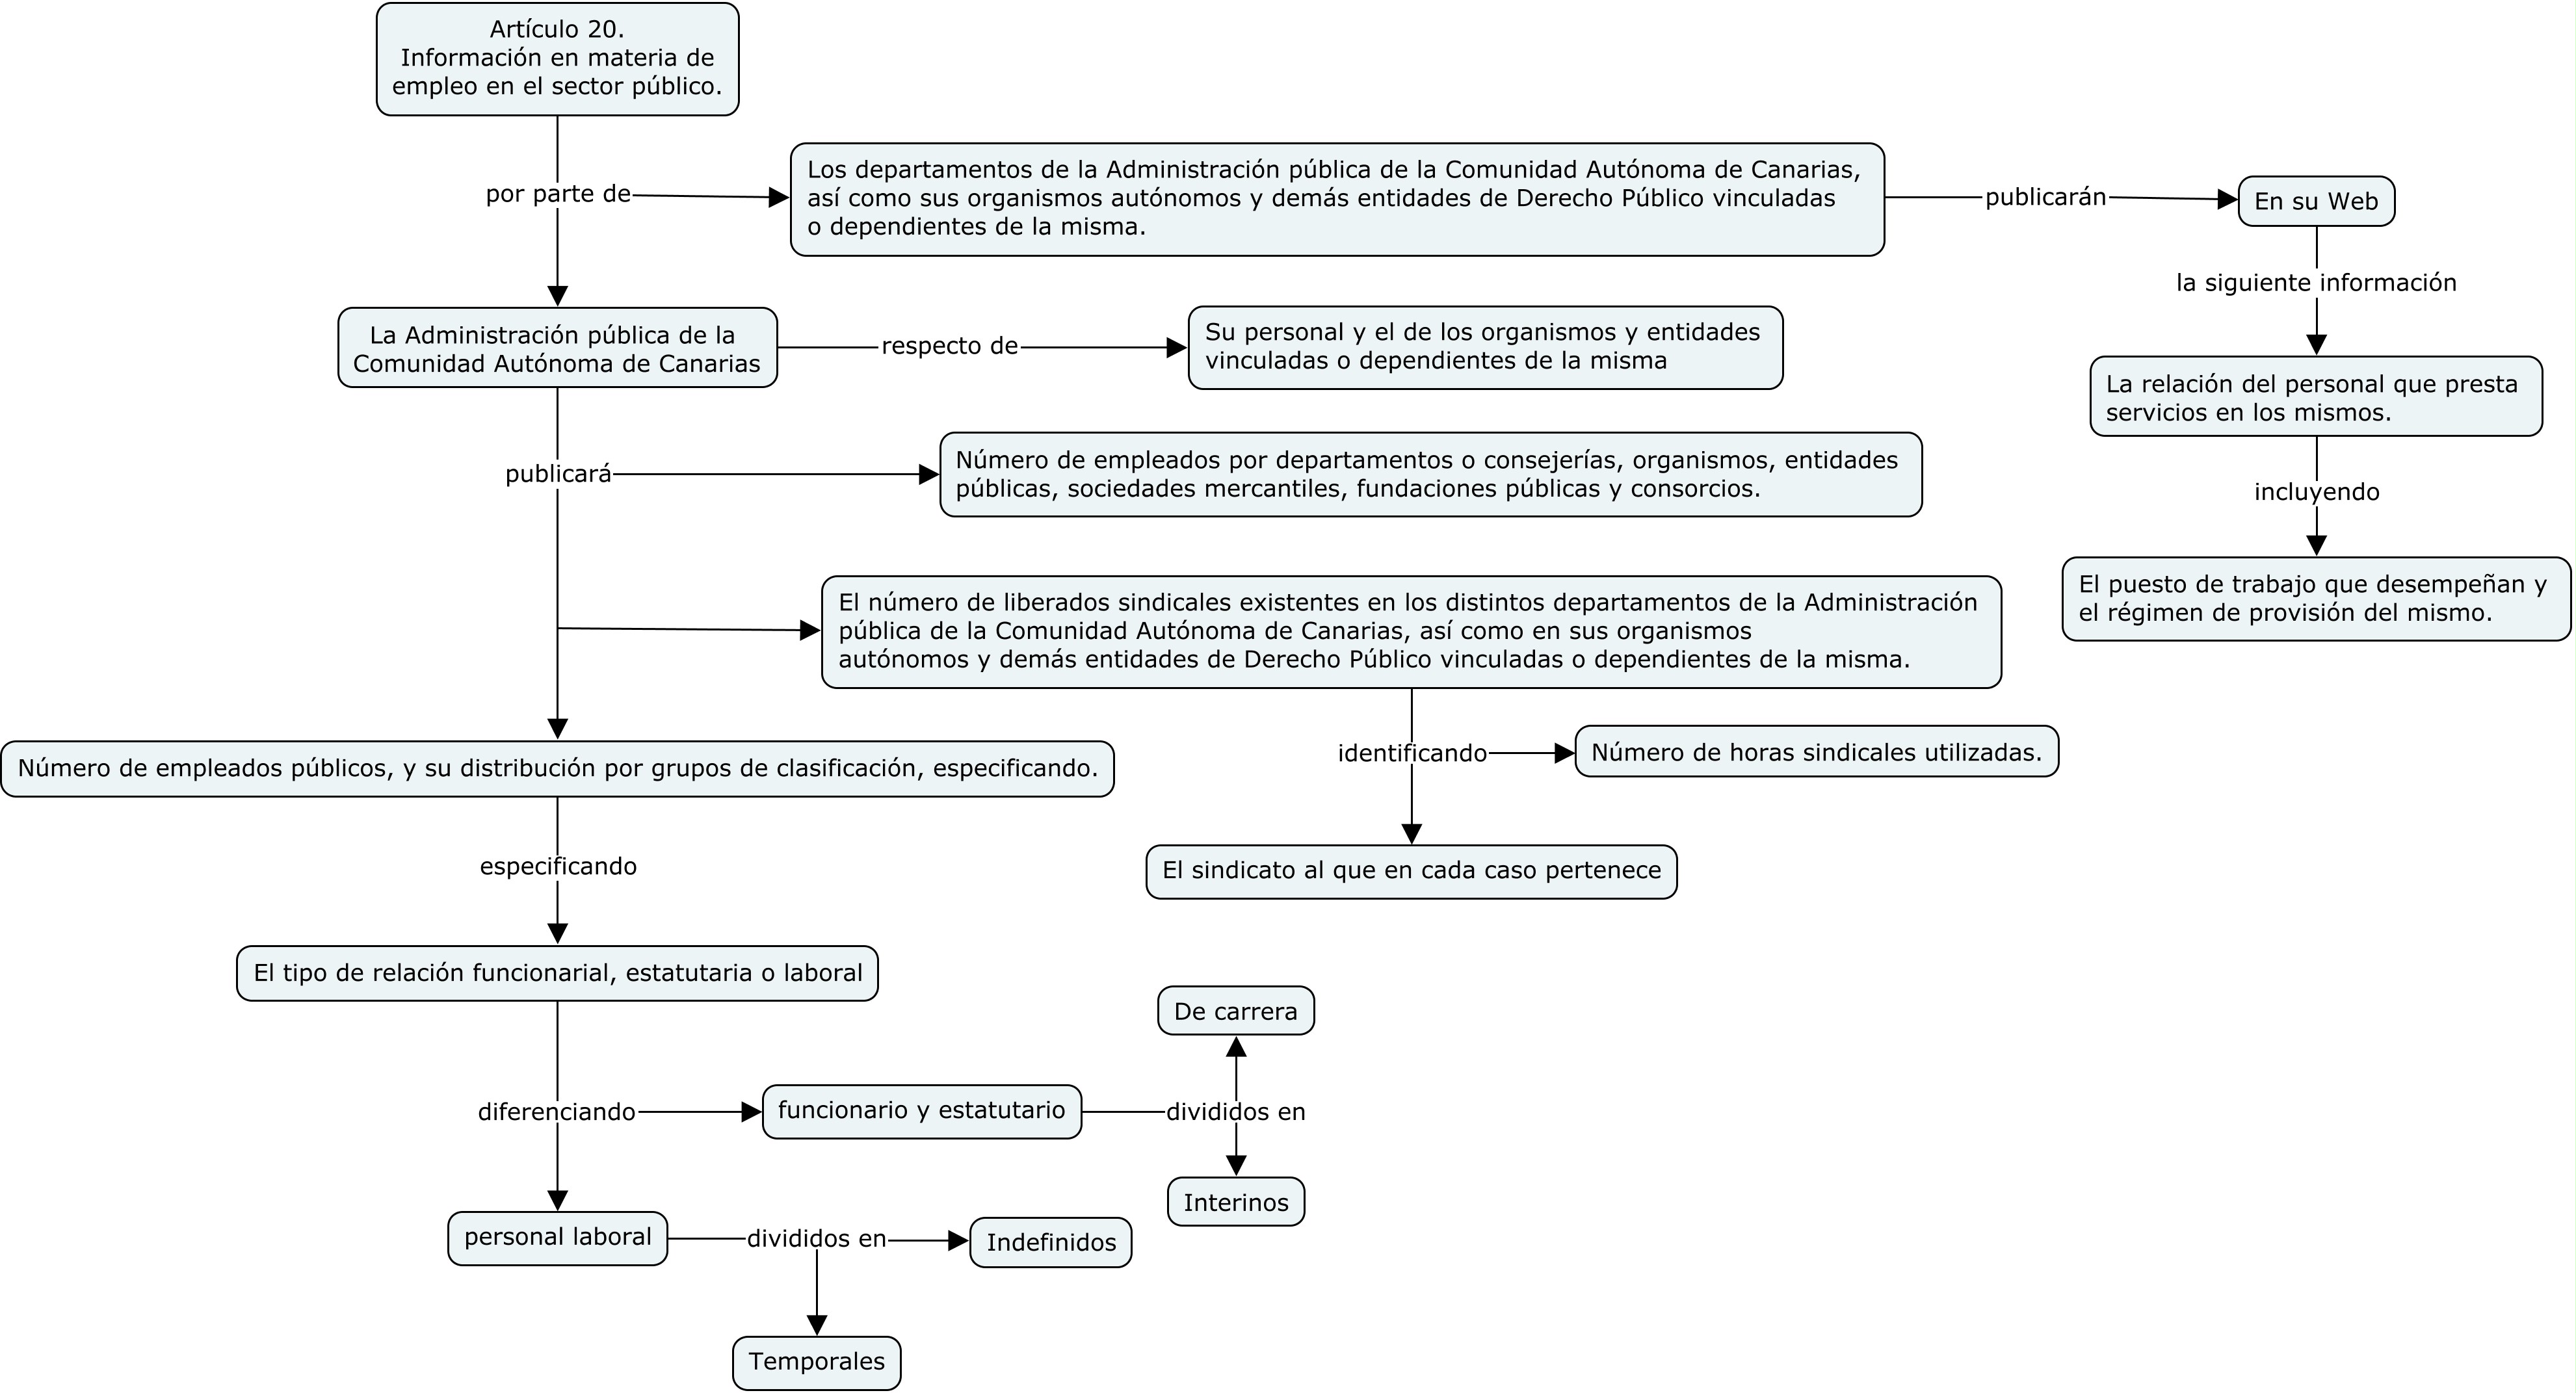 Artículo 20.
Información en materia de
empleo en el sector público.
por parte de
Los departamentos de la Administración pública de la Comunidad Autónoma de Canarias,
así como sus organismos autónomos y demás entidades de Derecho Público vinculadas
o dependientes de la misma.
publicarán
En su Web
la siguiente información
La relación del personal que presta
servicios en los mismos.
incluyendo
El puesto de trabajo que desempeñan y
el régimen de provisión del mismo.
La Administración pública de la
Comunidad Autónoma de Canarias
respecto de
Su personal y el de los organismos y entidades
vinculadas o dependientes de la misma
publicará
Número de empleados por departamentos o consejerías, organismos, entidades
públicas, sociedades mercantiles, fundaciones públicas y consorcios.
El número de liberados sindicales existentes en los distintos departamentos de la Administración
pública de la Comunidad Autónoma de Canarias, así como en sus organismos
autónomos y demás entidades de Derecho Público vinculadas o dependientes de la misma.
identificando
Número de horas sindicales utilizadas.
El sindicato al que en cada caso pertenece
Número de empleados públicos, y su distribución por grupos de clasificación, especificando.
especificando
El tipo de relación funcionarial, estatutaria o laboral
diferenciando
funcionario y estatutario
divididos en
De carrera
Interinos
personal laboral
divididos en
Indefinidos
Temporales